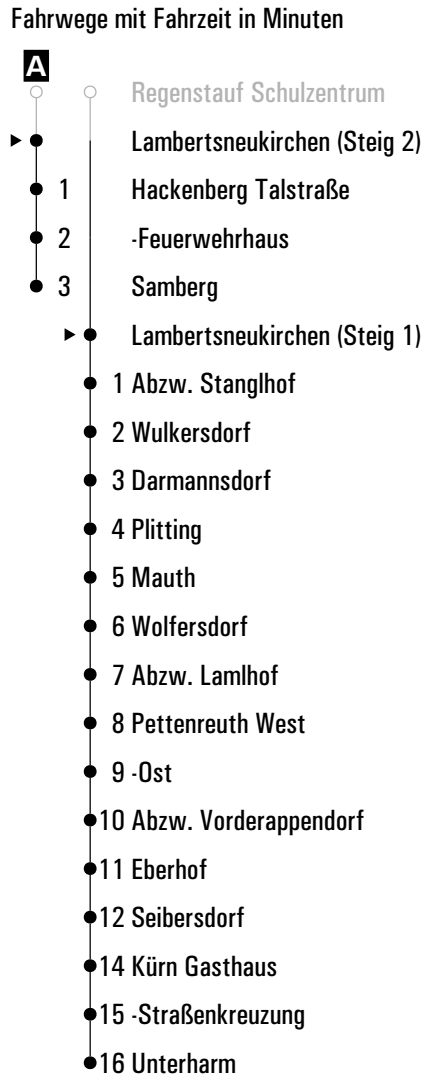 Fahrwege mit Fahrzeit in Minuten
A
Regenstauf Schulzentrum
Lambertsneukirchen (Steig 2)
1 Hackenberg Talstraße
2 -Feuerwehrhaus
3 Samberg
Lambertsneukirchen (Steig 1)
1 Abzw. Stanglhof
2 Wulkersdorf
3 Darmannsdorf
4 Plitting
5 Mauth
6 Wolfersdorf
7 Abzw. Lamlhof
8 Pettenreuth West
9 -Ost
10 Abzw. Vorderappendorf
11 Eberhof
12 Seibersdorf
14 Kürn Gasthaus
15 -Straßenkreuzung
16 Unterharm